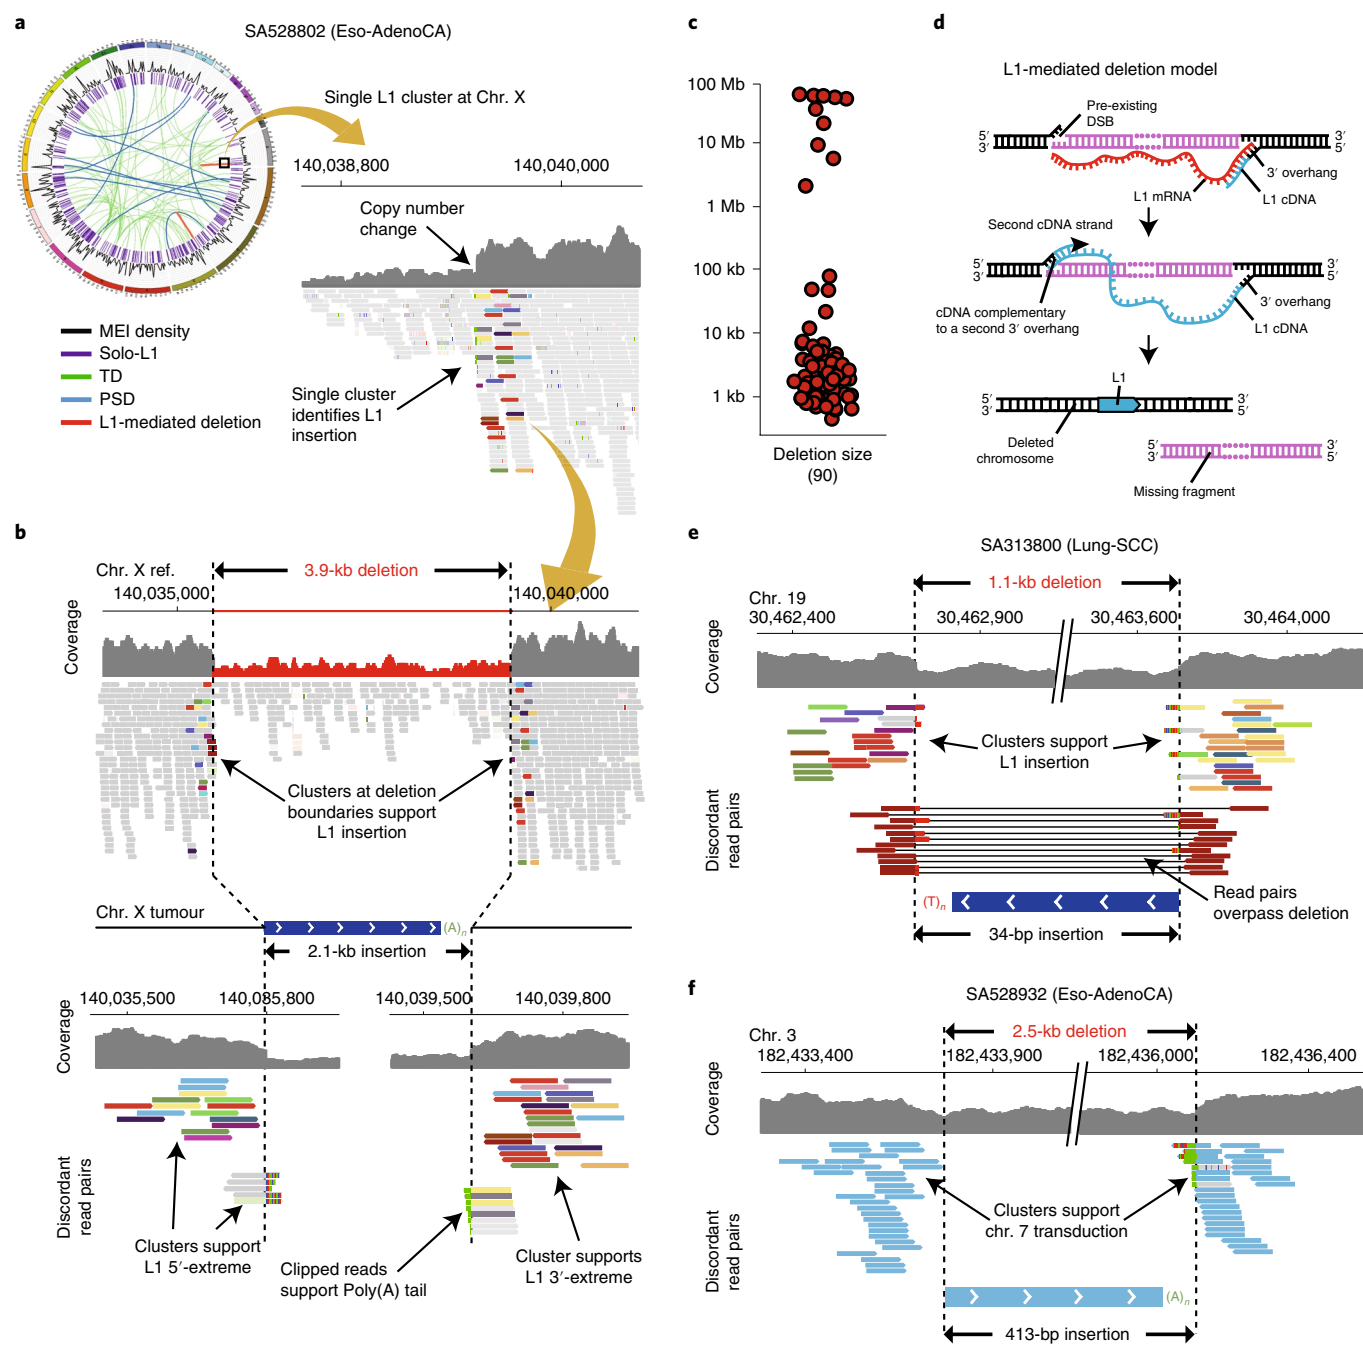 a
SA528802 (Eso-AdenoCA)
Single L1 cluster at Chr. X
140,038,800
140,040,000
Copy number
change
Single cluster
identifies L1
insertion
MEI density
Solo-L1
TD
PSD
L1-mediated deletion
c
100 Mb
10 Mb
1 Mb
100 kb
10 kb
1 kb
Deletion size
(90)
d
L1-mediated deletion model
Pre-existing
DSB
5′
3′
3′
5′
3′ overhang
L1 mRNA
L1 cDNA
Second cDNA strand
5′
3′
3′
5′
3′ overhang
cDNA complementary
to a second 3′ overhang
L1 cDNA
L1
5′
3′
3′
5′
Deleted
chromosome
5′
3′
3′
5′
Missing fragment
b
Chr. X ref.
3.9-kb deletion
140,035,000
140,040,000
Coverage
Clusters at deletion
boundaries support
L1 insertion
Chr. X tumour
(A)n
2.1-kb insertion
140,035,500
140,035,800
140,039,500
140,039,800
Coverage
Discordant
read pairs
Clusters support
L1 5′-extreme
Clipped reads
support Poly(A) tail
Cluster supports
L1 3′-extreme
e
SA313800 (Lung-SCC)
1.1-kb deletion
Chr. 19
30,462,400
30,462,900
30,463,600
30,464,000
Coverage
Clusters support
L1 insertion
Discordant
read pairs
Read pairs
overpass deletion
(T)n
34-bp insertion
f
SA528932 (Eso-AdenoCA)
2.5-kb deletion
Chr. 3
182,433,400
182,433,900
182,436,000
182,436,400
Coverage
Clusters support
chr. 7 transduction
Discordant
read pairs
(A)n
413-bp insertion